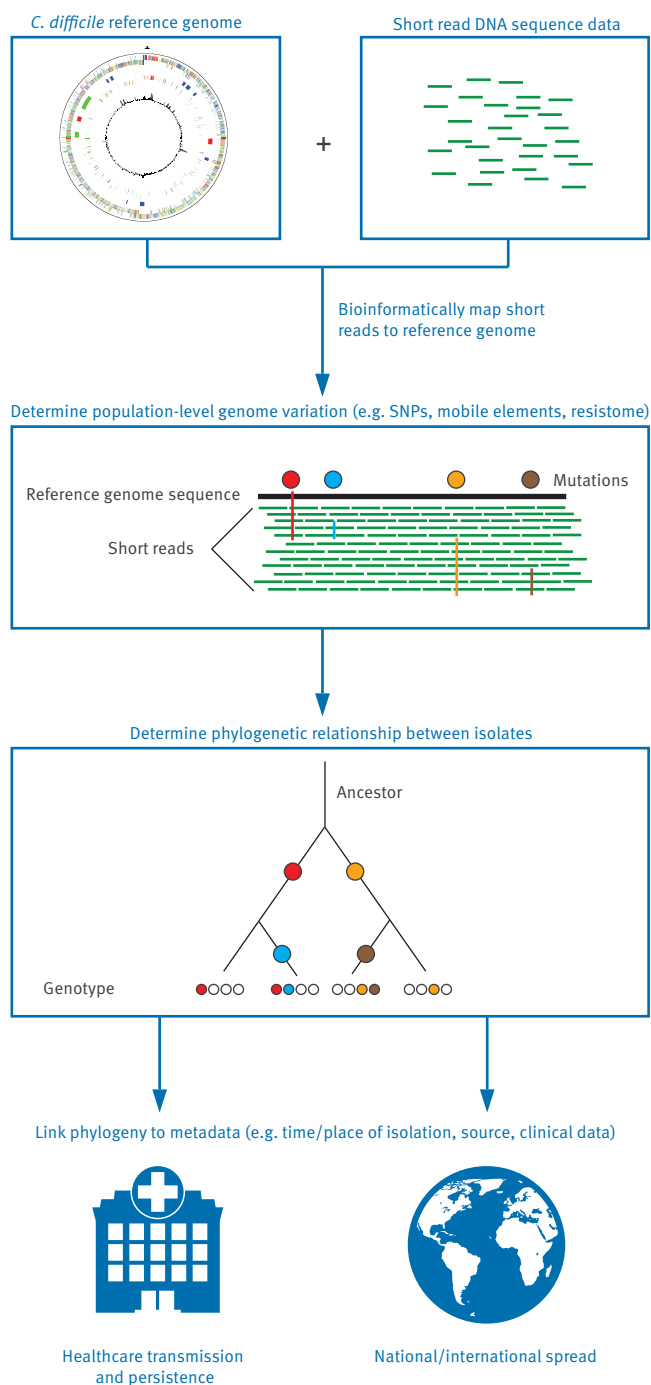 C. difficile reference genome
Short read DNA sequence data
+
Bioinformatically map short
reads to reference genome
Determine population-level genome variation (e.g. SNPs, mobile elements, resistome)
Mutations
Reference genome sequence
Short reads
Determine phylogenetic relationship between isolates
Ancestor
Genotype
Link phylogeny to metadata (e.g. time/place of isolation, source, clinical data)
Healthcare transmission
and persistence
National/international spread